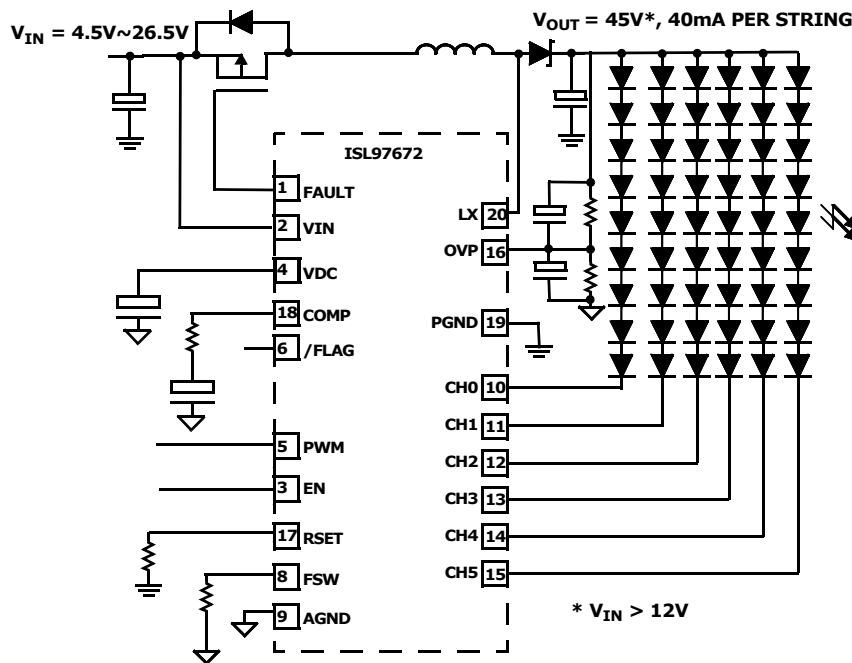 V_IN = 4.5V~26.5V
V_OUT = 45V*, 40mA PER STRING
ISL97672
1 FAULT
2 VIN
4 VDC
18 COMP
6 /FLAG
5 PWM
3 EN
17 RSET
8 FSW
9 AGND
LX 20
OVP 16
PGND 19
CH0 10
CH1 11
CH2 12
CH3 13
CH4 14
CH5 15
* V_IN > 12V